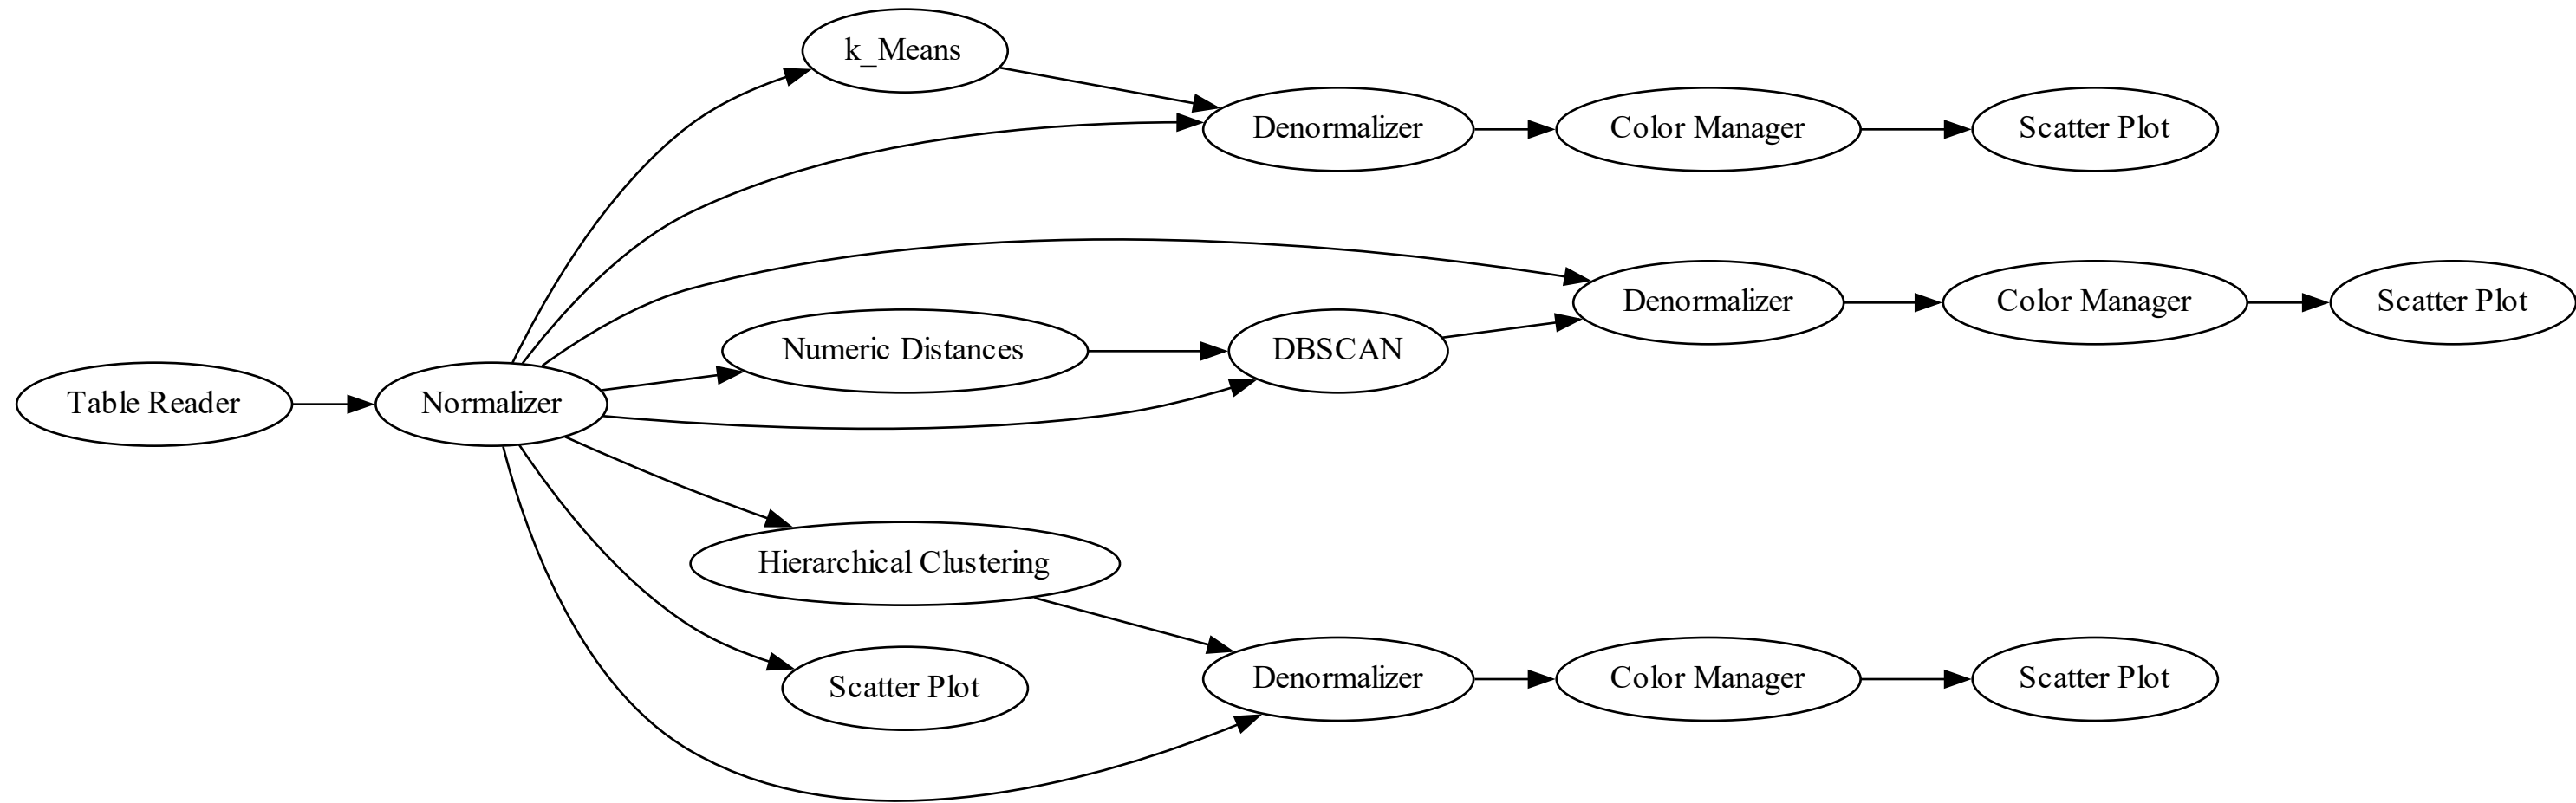 k_Means
Denormalizer
Color Manager
Scatter Plot
Denormalizer
Color Manager
Scatter Plot
Numeric Distances
DBSCAN
Table Reader
Normalizer
Hierarchical Clustering
Scatter Plot
Denormalizer
Color Manager
Scatter Plot